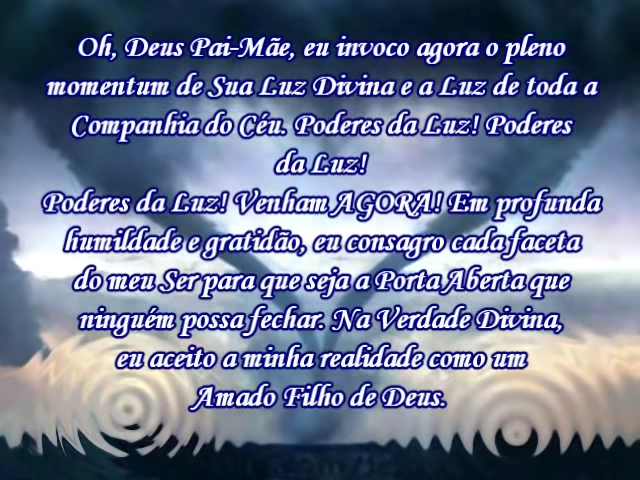 Oh, Deus Pai-Mãe, eu invoco agora o pleno
momentum de Sua Luz Divina e a Luz de toda a
Companhia do Céu. Poderes da Luz! Poderes
da Luz!
Poderes da Luz! Venham AGORA! Em profunda
humildade e gratidão, eu consagro cada faceta
do meu Ser para que seja a Porta Aberta que
ninguém possa fechar. Na Verdade Divina,
eu aceito a minha realidade como um
Amado Filho de Deus.